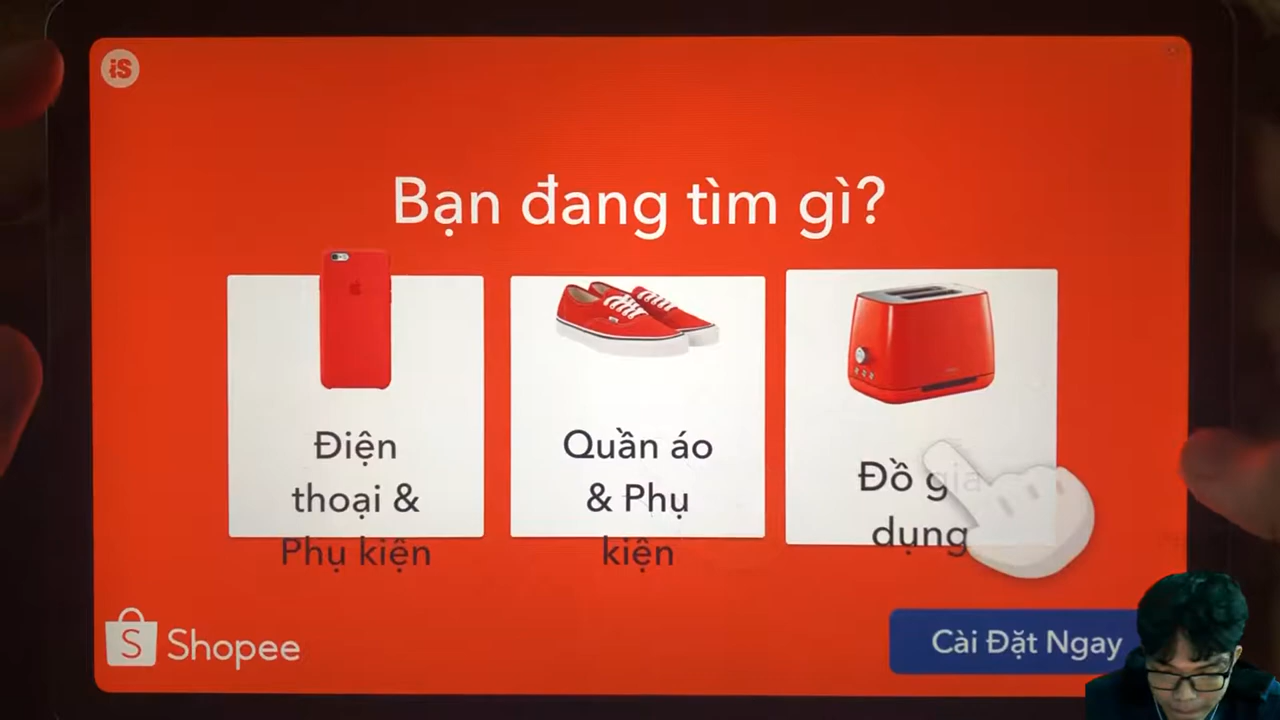 iS
Bạn đang tìm gì?
Điện
thoại &
Phụ kiện
Quần áo
& Phụ
kiện
Đồ gia
dụng
S Shopee
Cài Đặt Ngay